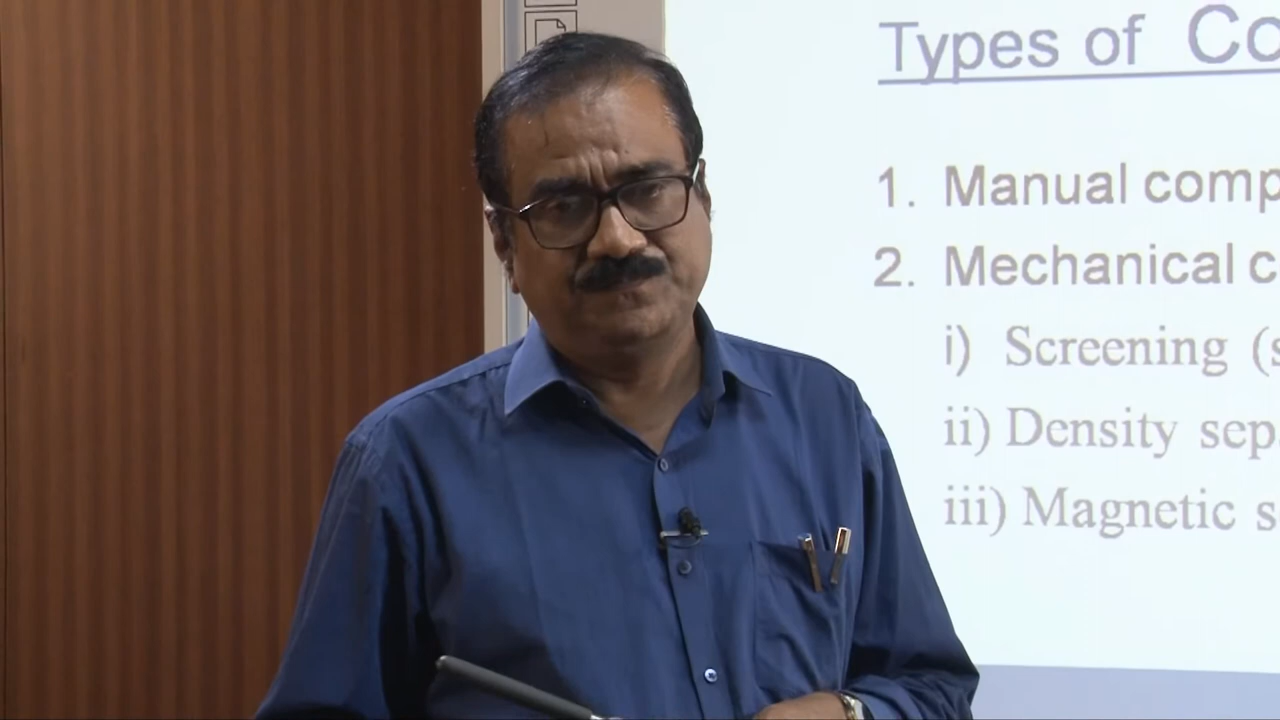 Types of Co
1. Manual comp
2. Mechanical c
i) Screening (s
ii) Density sep
iii) Magnetic s